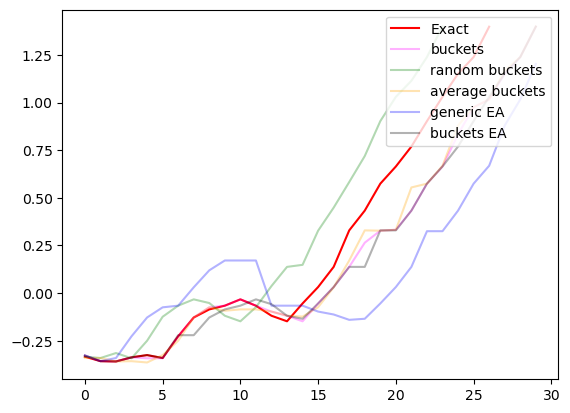 Exact
buckets
random buckets
average buckets
generic EA
buckets EA
1.25
1.00
0.75
0.50
0.25
0.00
−0.25
0 5 10 15 20 25 30